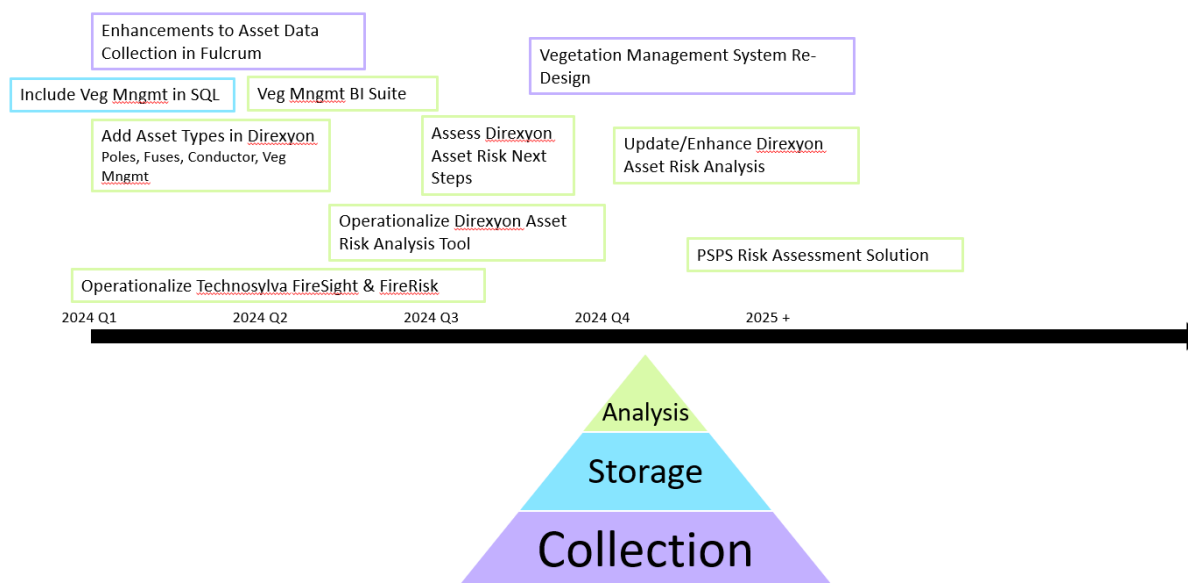 Enhancements to Asset Data
Collection in Fulcrum
Vegetation Management System Re-
Design
Include Veg Mngmt in SQL
Veg Mngmt BI Suite
Add Asset Types in Direxyon
Poles, Fuses, Conductor, Veg
Mngmt
Assess Direxyon
Asset Risk Next
Steps
Update/Enhance Direxyon
Asset Risk Analysis
Operationalize Direxyon Asset
Risk Analysis Tool
PSPS Risk Assessment Solution
Operationalize Technosylva FireSight & FireRisk
2024 Q1
2024 Q2
2024 Q3
2024 Q4
2025 +
Analysis
Storage
Collection